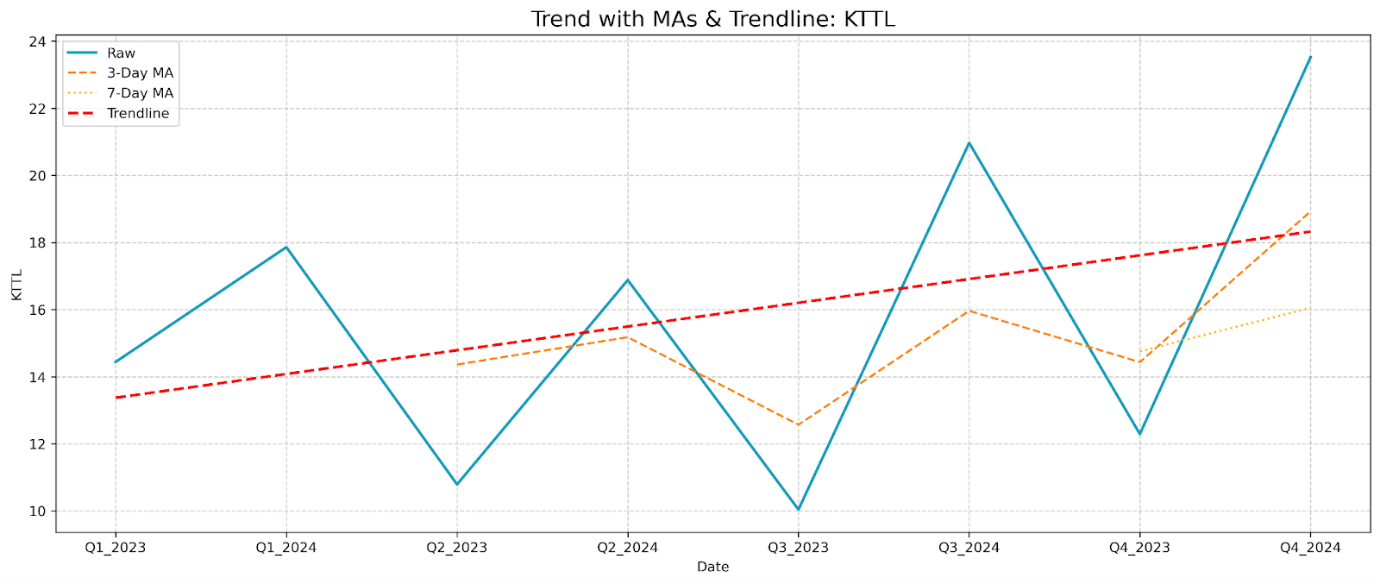 Trend with MAs & Trendline: KTTL
24
Raw
3-Day MA
7-Day MA
Trendline
22
20
18
16
14
12
10
KTTL
Q1_2023 Q1_2024 Q2_2023 Q2_2024 Q3_2023 Q3_2024 Q4_2023 Q4_2024
Date